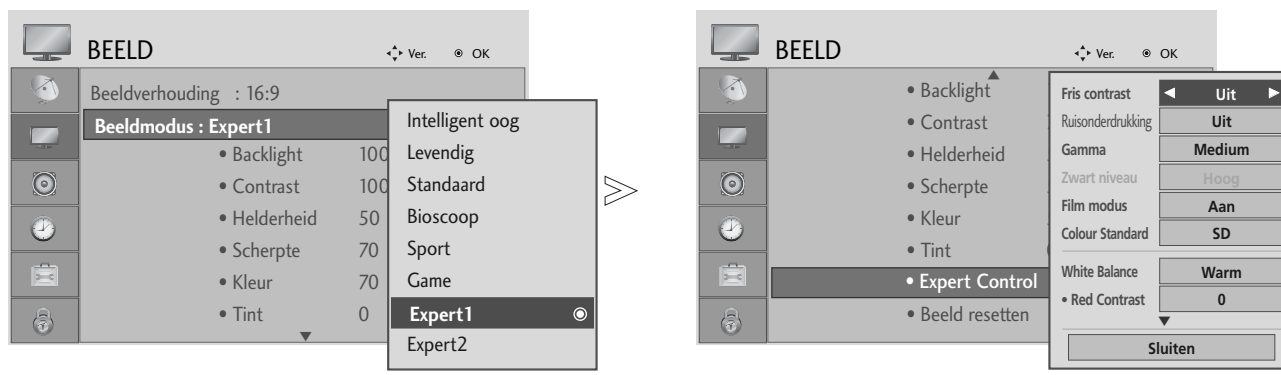 BEELD
Ver. OK
Beeldverhouding : 16:9
Beeldmodus : Expert1
• Backlight 100
• Contrast 100
• Helderheid 50
• Scherpte 70
• Kleur 70
• Tint 0
Intelligent oog
Levendig
Standaard
Bioscoop
Sport
Game
Expert1
Expert2
BEELD
Ver. OK
• Backlight
• Contrast
• Helderheid
• Scherpte
• Kleur
• Tint
• Expert Control
• Beeld resetten
Fris contrast Uit
Ruisonderdrukking Uit
Gamma Medium
Zwart niveau Hoog
Film modus Aan
Colour Standard SD
White Balance Warm
• Red Contrast 0
Sluiten